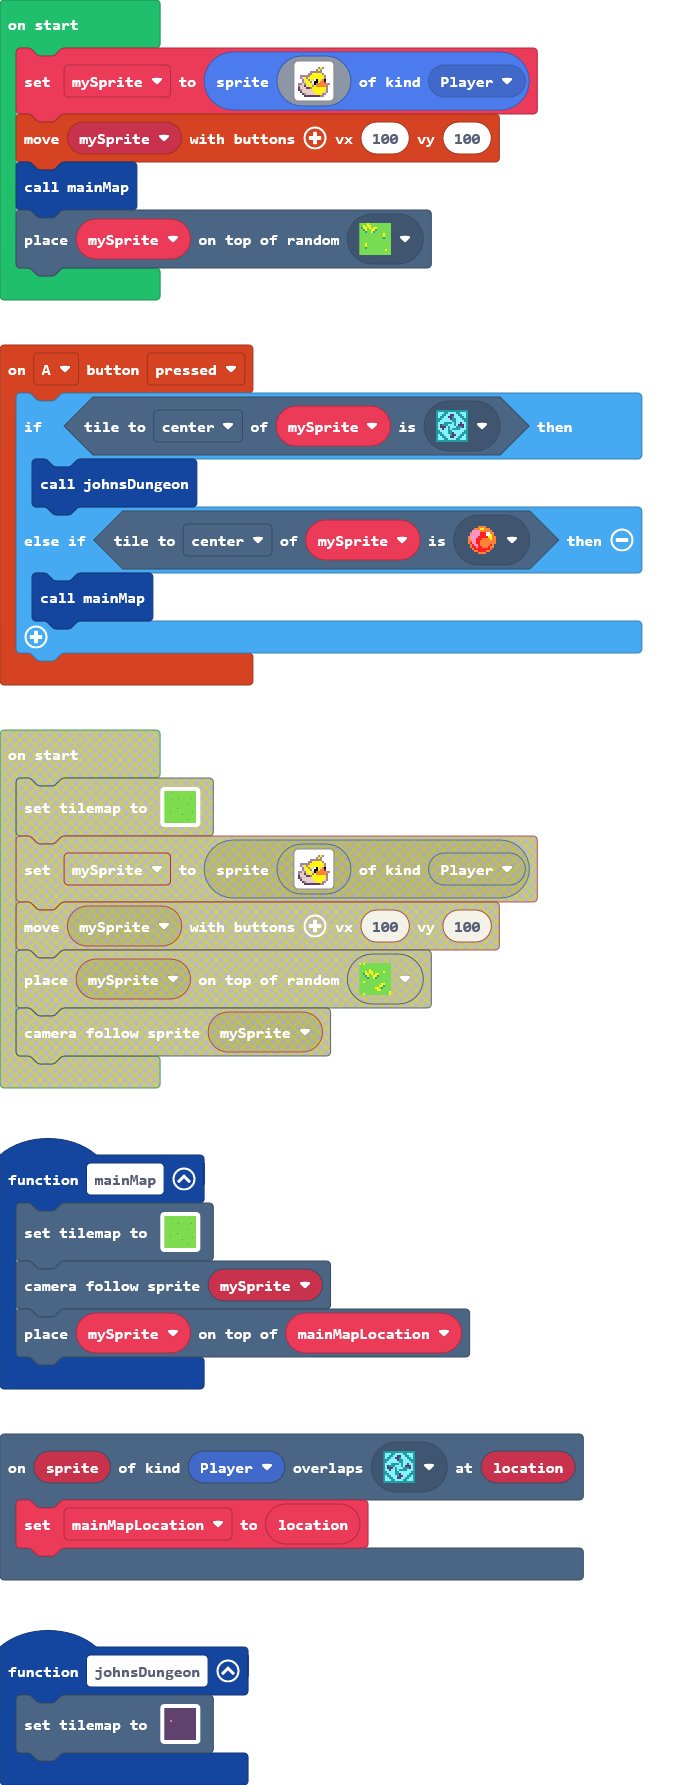 on start
set mySprite to sprite of kind Player
move mySprite with buttons vx 100 vy 100
call mainMap
place mySprite on top of random
on A button pressed
if tile to center of mySprite is then
call johnsDungeon
else if tile to center of mySprite is then
call mainMap
on start
set tilemap to
set mySprite to sprite of kind Player
move mySprite with buttons vx 100 vy 100
place mySprite on top of random
camera follow sprite mySprite
function mainMap
set tilemap to
camera follow sprite mySprite
place mySprite on top of mainMapLocation
on sprite of kind Player overlaps at location
set mainMapLocation to location
function johnsDungeon
set tilemap to